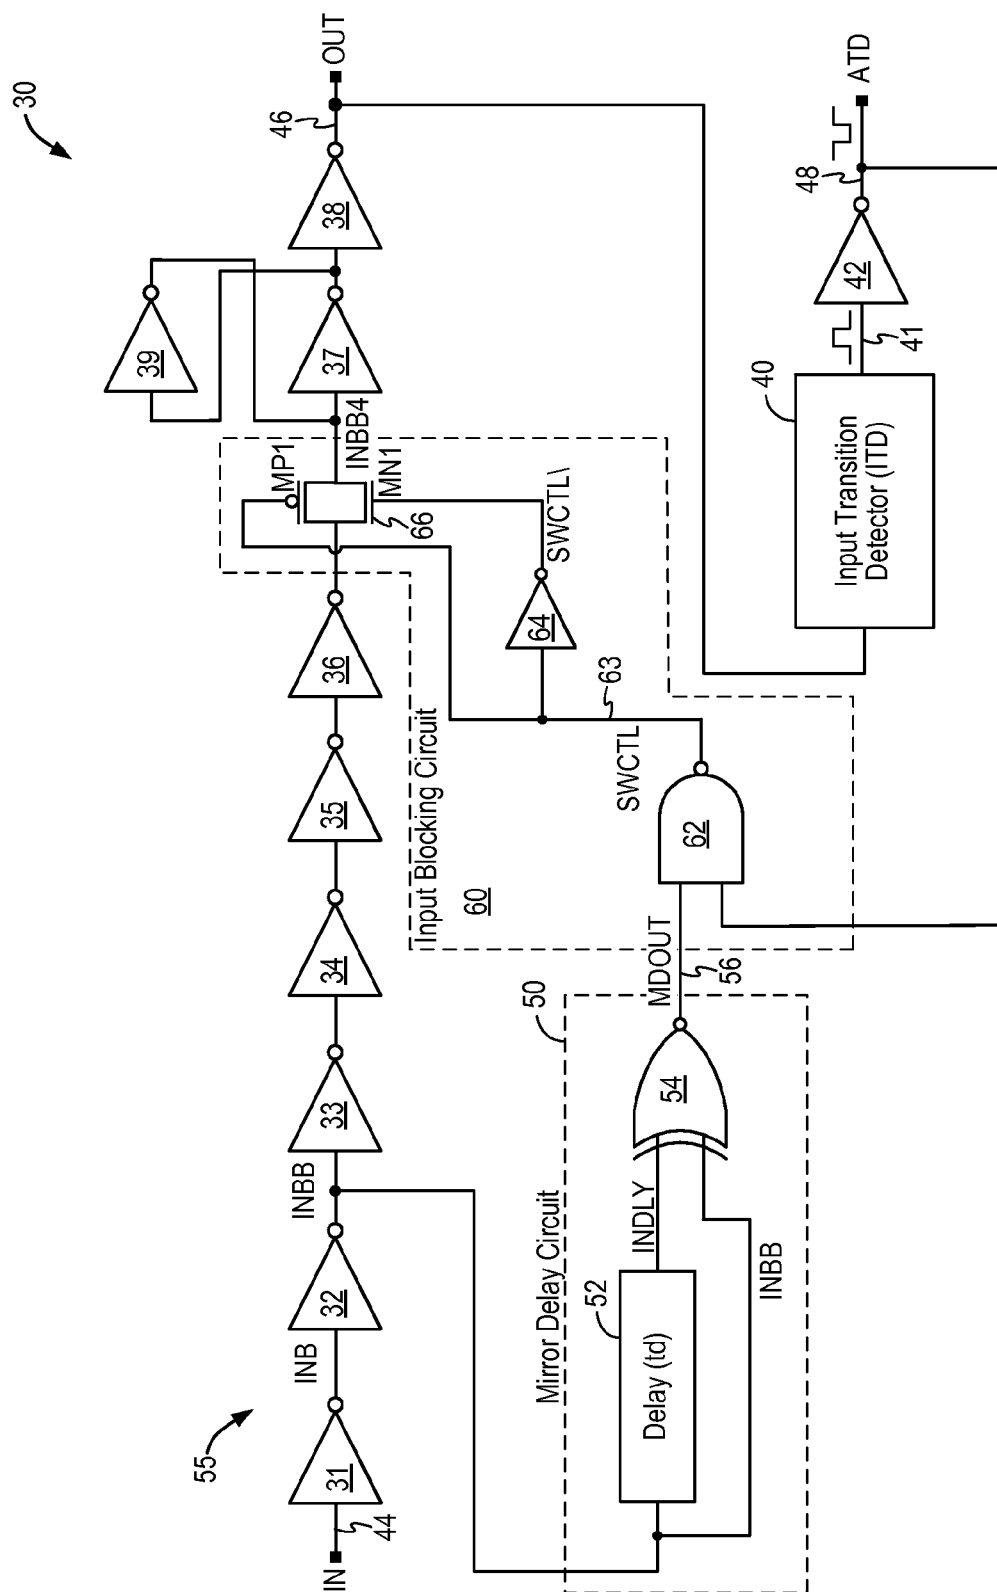 30
55
IN
44
31
INB
32
INBB
33
34
35
36
MP1
MN1
66
INBB4
37
39
38
46
OUT
Input Blocking Circuit
60
SWCTL\
64
63
SWCTL
62
MDOUT
56
50
Mirror Delay Circuit
54
INDLY
52
Delay (td)
INBB
40
Input Transition
Detector (ITD)
41
42
48
ATD